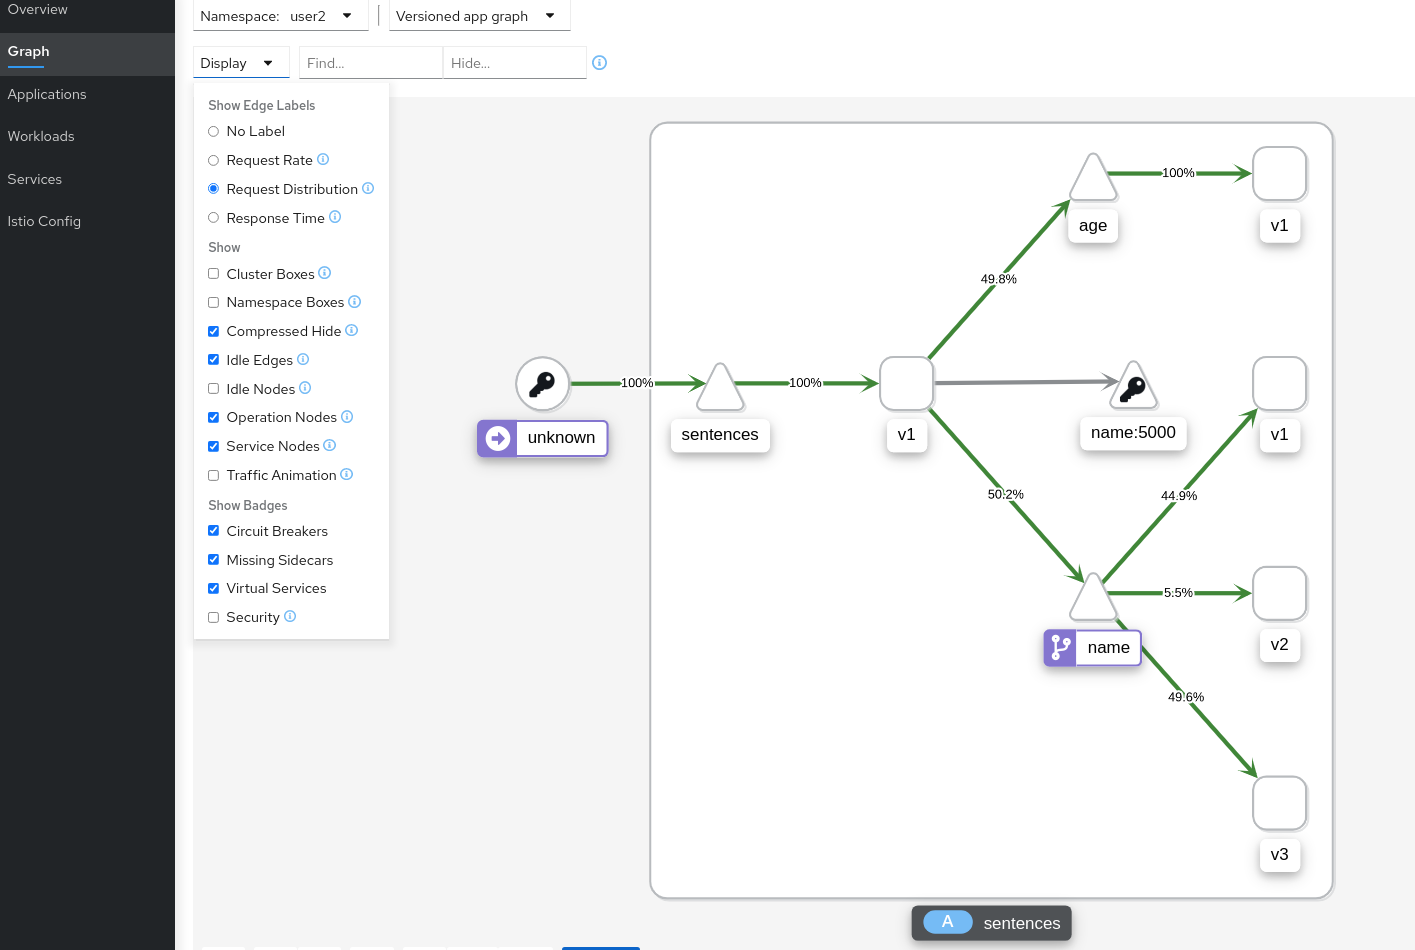 Overview
Graph
Applications
Workloads
Services
Istio Config
Namespace: user2
Versioned app graph
Display
Find...
Hide...
Show Edge Labels
No Label
Request Rate
Request Distribution
Response Time
Show
Cluster Boxes
Namespace Boxes
Compressed Hide
Idle Edges
Idle Nodes
Operation Nodes
Service Nodes
Traffic Animation
Show Badges
Circuit Breakers
Missing Sidecars
Virtual Services
Security
100%
age
v1
49.8%
100%
100%
unknown
sentences
v1
name:5000
v1
50.2%
44.9%
5.5%
name
v2
49.6%
v3
A sentences